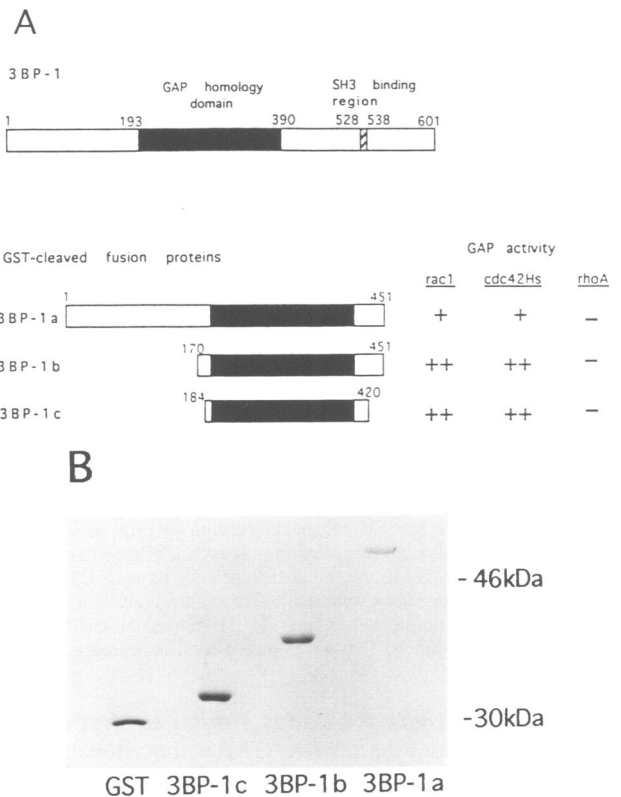 A
3BP-1
GAP homology domain
SH3 binding region
1 193 390 528 538 601
GST-cleaved fusion proteins
GAP activity
rac1 cdc42Hs rhoA
1 451
3BP-1a + + –
170 451
3BP-1b ++ ++ –
184 420
3BP-1c ++ ++ –
B
- 46kDa
-30kDa
GST 3BP-1c 3BP-1b 3BP-1a